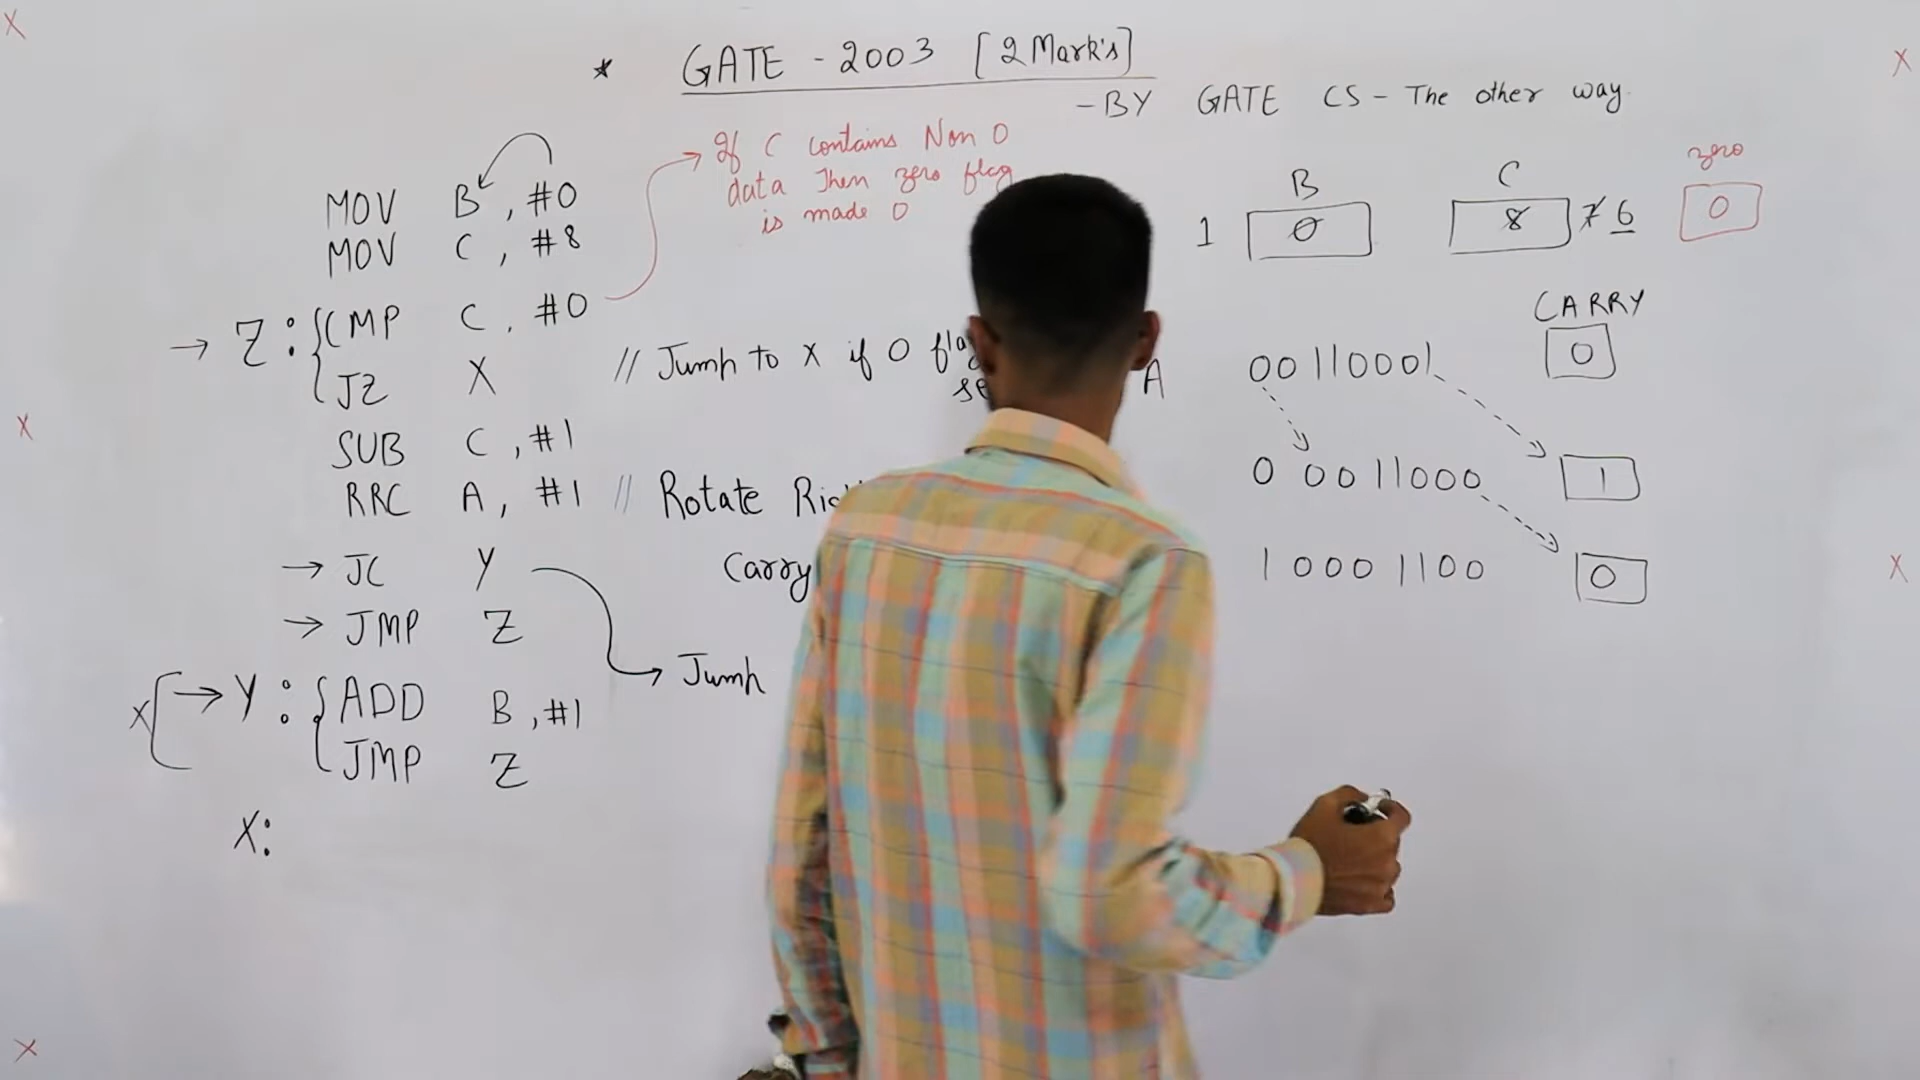 * GATE - 2003 [2 Mark's]
- BY GATE CS - The other way
If C contains Non 0
data Then zero flag
is made 0
MOV B, #0
MOV C, #8
→ Z: { CMP C, #0
JZ X // Jump to X if 0
SUB C, #1
RRC A, #1 // Rotate
Carry
→ JC Y
→ JMP Z
Jump
X → Y: { ADD B, #1
JMP Z
X:
B C zero
1 0 8 7 6 0
CARRY
A 00110001 0
0 0011000 1
10001100 0
X
X
X
X
X